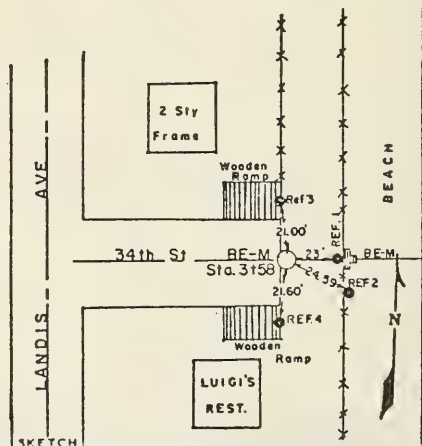 2 Sty
Frame
Wooden
Ramp
Ref 3
AVE
BEACH
REF. 1
21.00'
34th St
BE-M
Sta. 3+58
23'
BE-M
24.59'
REF 2
21.60'
REF. 4
N
Wooden
Ramp
LANDIS
LUIGI'S
REST.
SKETCH